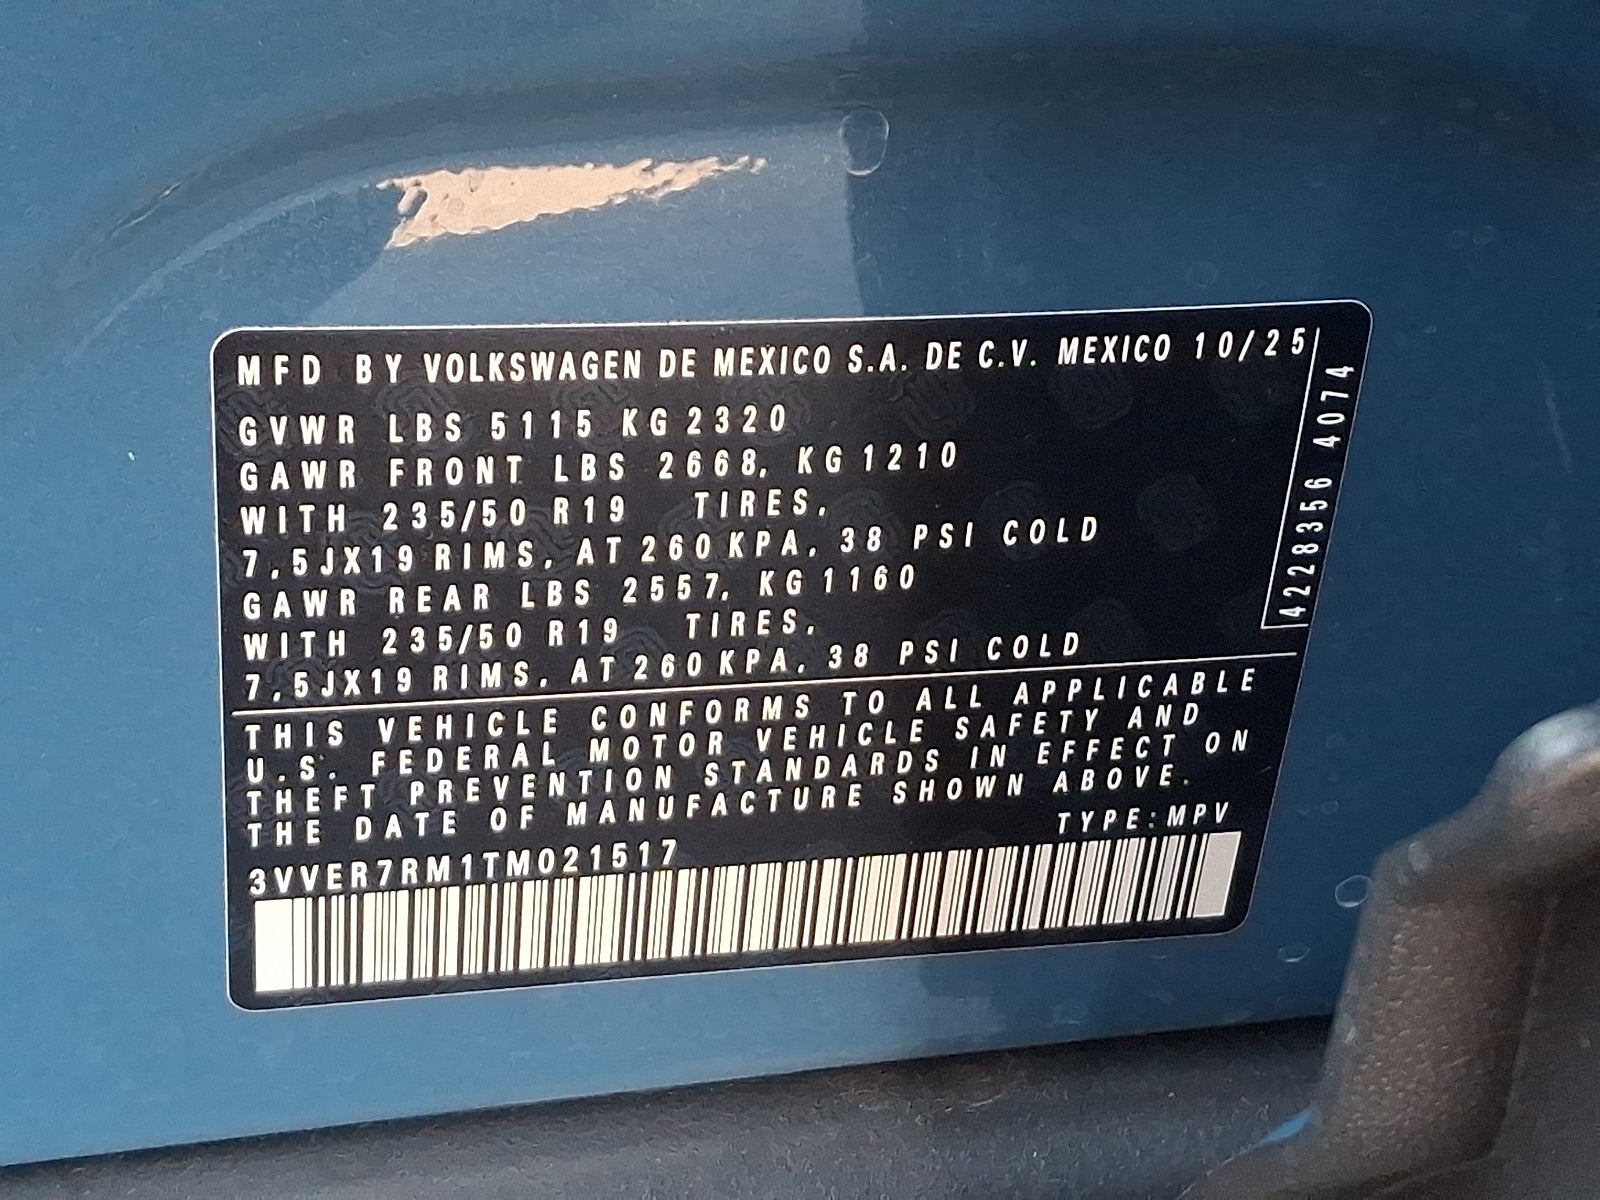 MFD BY VOLKSWAGEN DE MEXICO S.A. DE C.V. MEXICO 10/25
GVWR LBS 5115 KG 2320
GAWR FRONT LBS 2668, KG 1210
WITH 235/50 R19 TIRES,
7,5JX19 RIMS, AT 260 KPA, 38 PSI COLD
GAWR REAR LBS 2557, KG 1160
WITH 235/50 R19 TIRES,
7,5JX19 RIMS, AT 260 KPA, 38 PSI COLD
4228356 4074
THIS VEHICLE CONFORMS TO ALL APPLICABLE
U.S. FEDERAL MOTOR VEHICLE SAFETY AND
THEFT PREVENTION STANDARDS IN EFFECT ON
THE DATE OF MANUFACTURE SHOWN ABOVE.
TYPE:MPV
3VVER7RM1TM021517